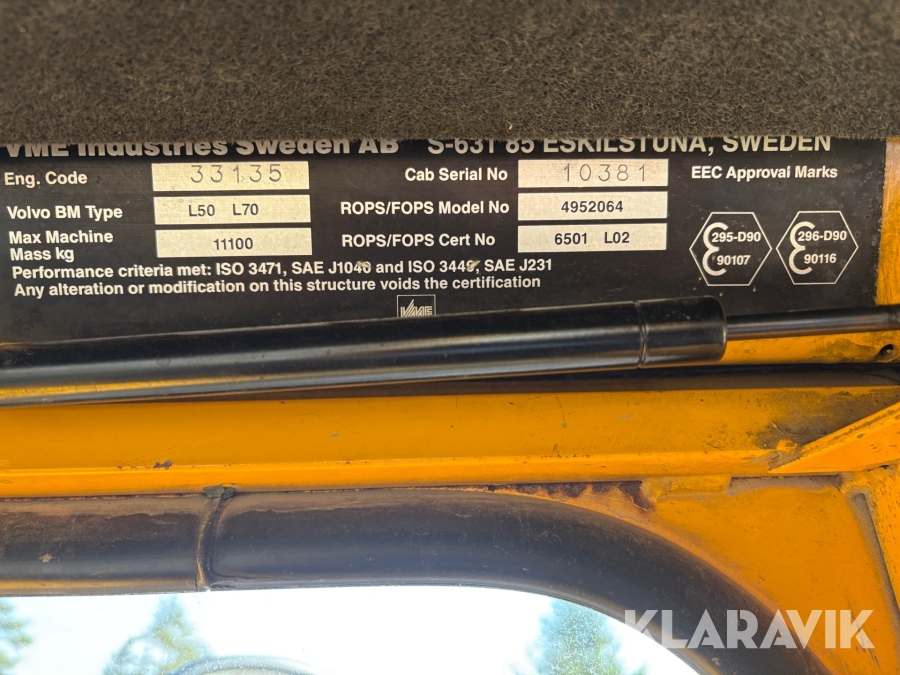 VME Industries Sweden AB S-631 85 ESKILSTUNA, SWEDEN
Eng. Code 33135 Cab Serial No 10381 EEC Approval Marks
Volvo BM Type L50 L70 ROPS/FOPS Model No 4952064
Max Machine Mass kg 11100 ROPS/FOPS Cert No 6501 L02
295-D90 90107
296-D90 90116
Performance criteria met: ISO 3471, SAE J1040 and ISO 3449, SAE J231
Any alteration or modification on this structure voids the certification
VME
KLARAVIK